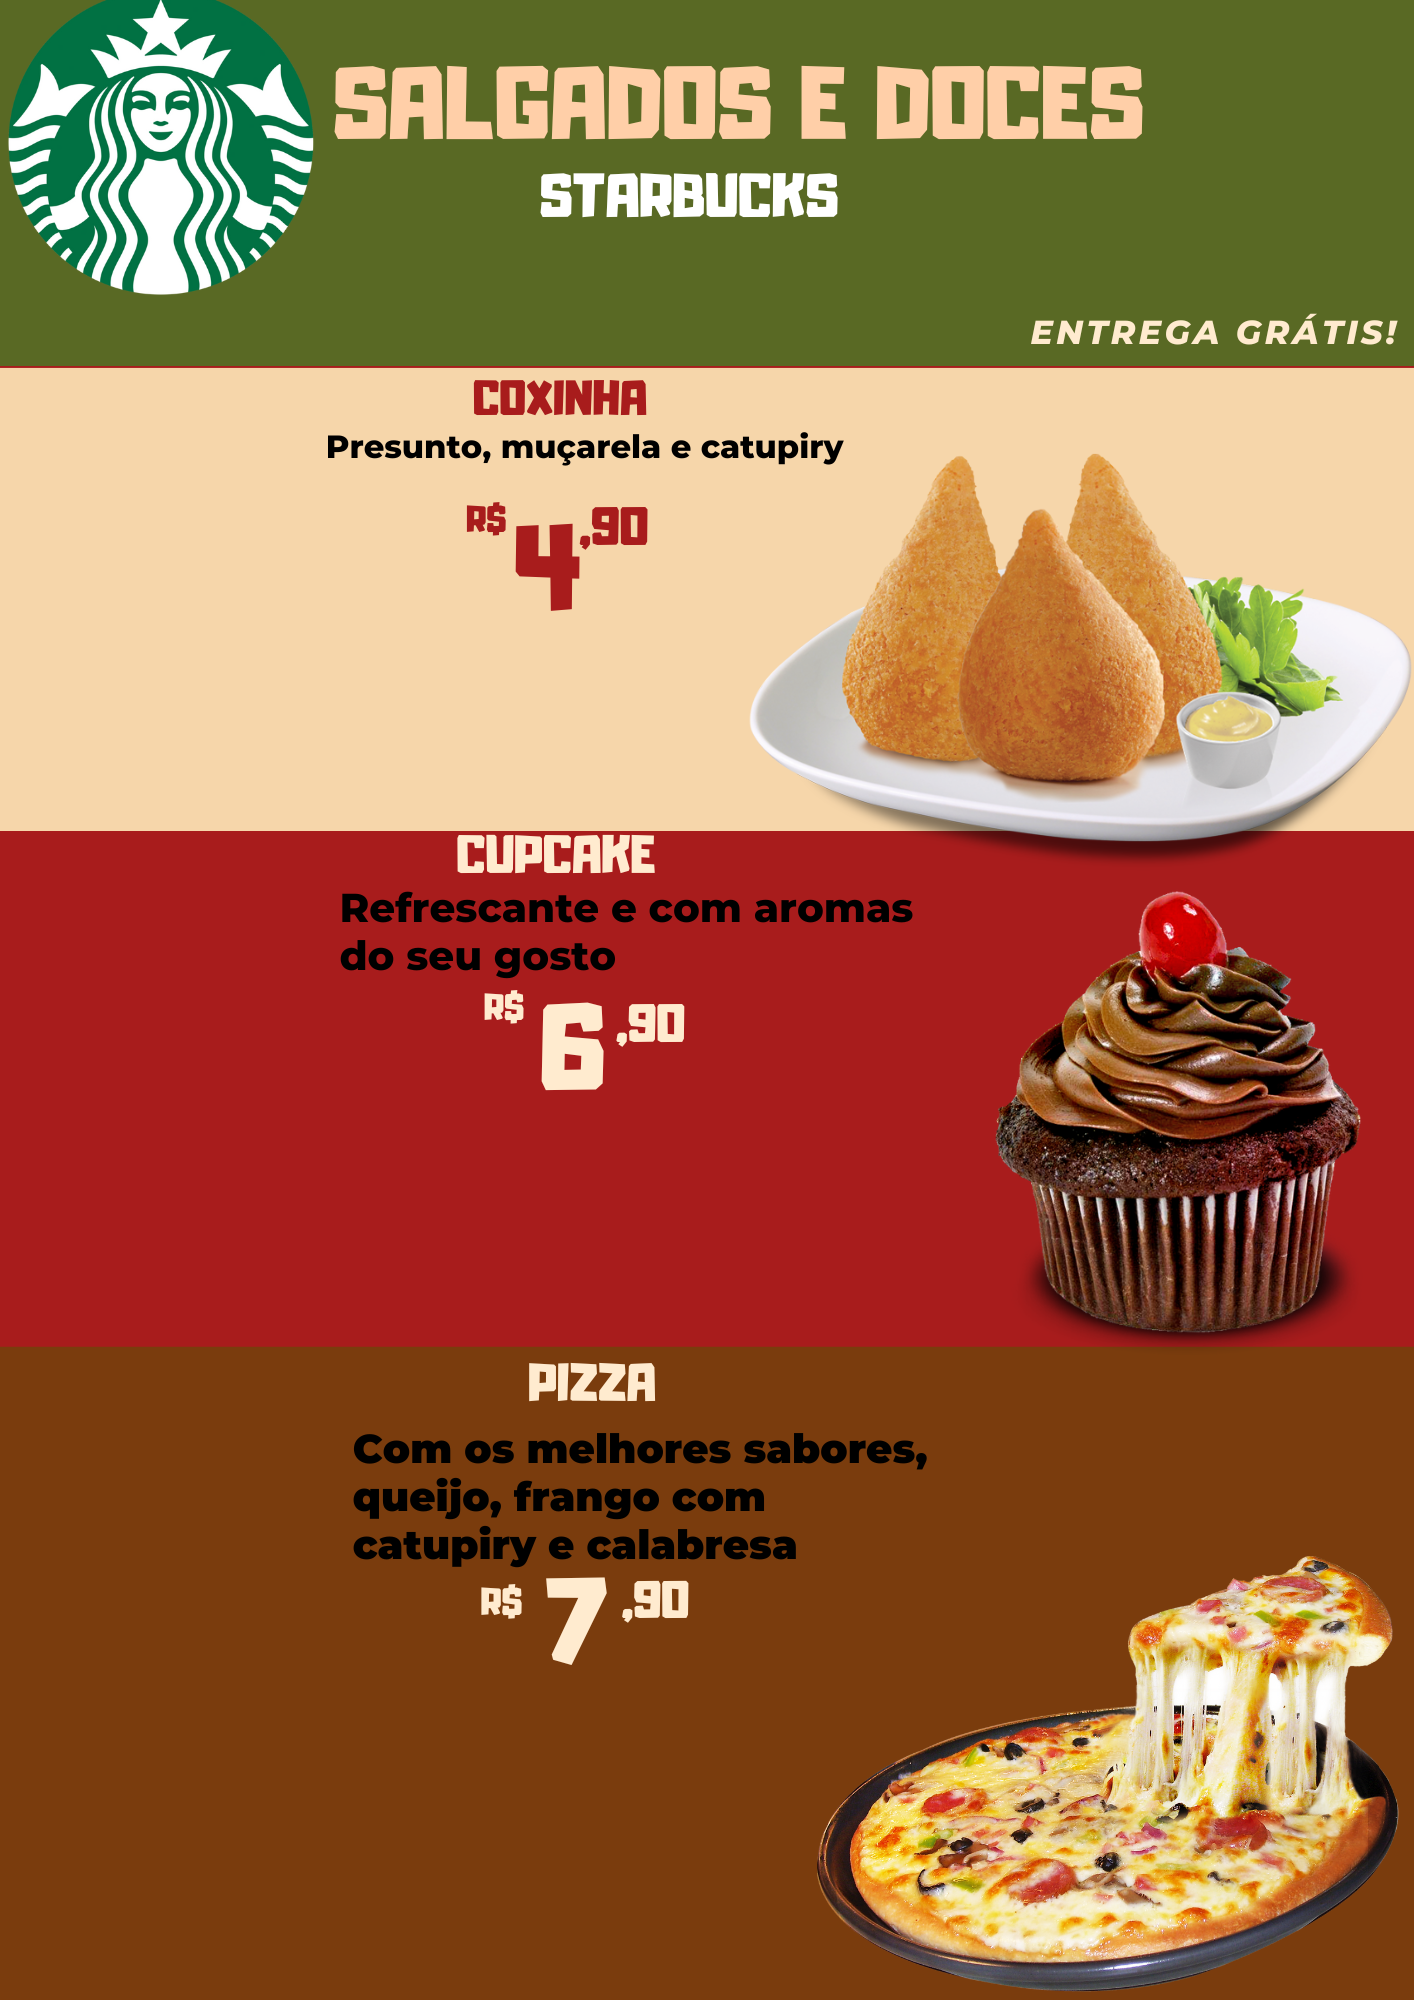 SALGADOS E DOCES
STARBUCKS
ENTREGA GRÁTIS!
COXINHA
Presunto, muçarela e catupiry
R$ 4,90
CUPCAKE
Refrescante e com aromas
do seu gosto
R$ 6,90
PIZZA
Com os melhores sabores,
queijo, frango com
catupiry e calabresa
R$ 7,90